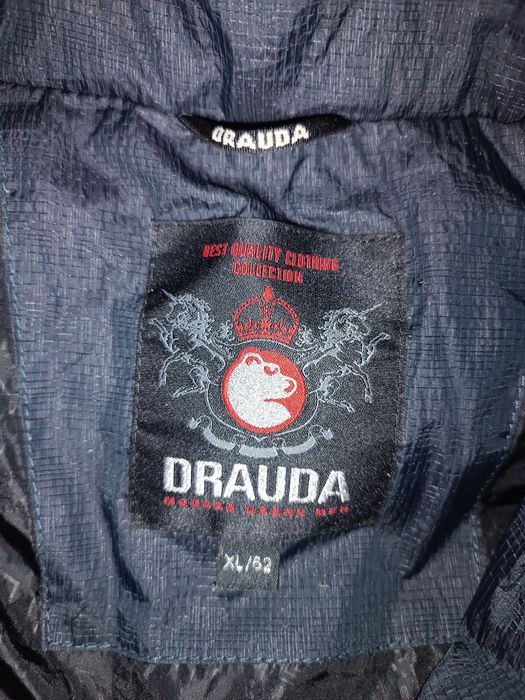 DRAUDA
BEST QUALITY CLOTHING
COLLECTION
DRAUDA
MODERN URBAN MEN
XL/52